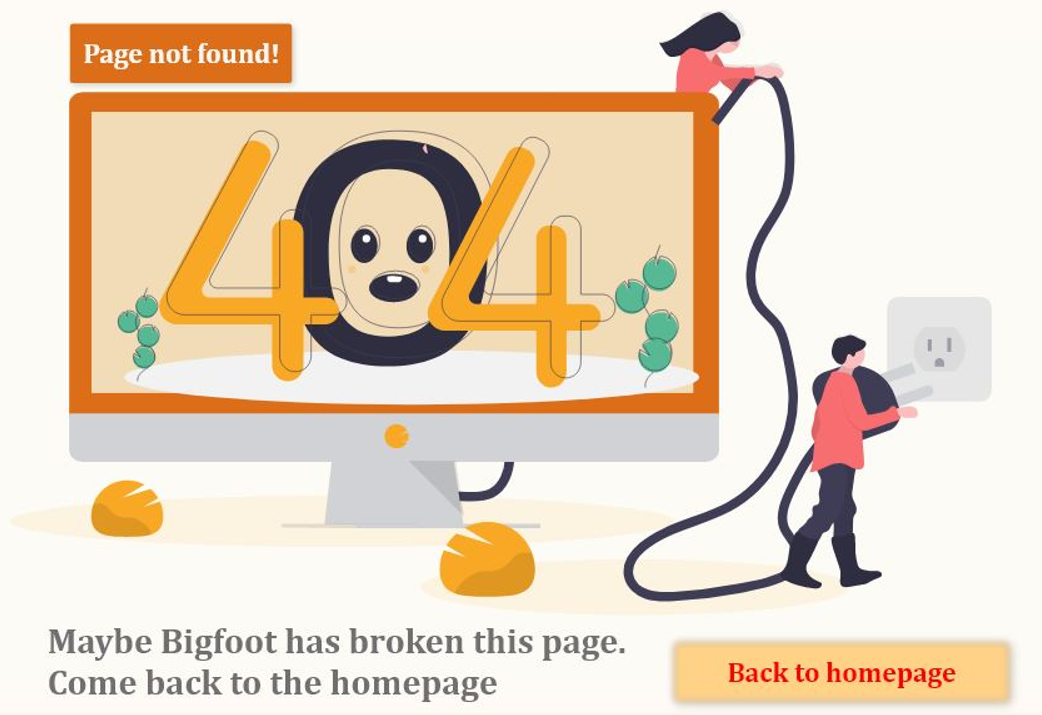 Page not found!
404
Maybe Bigfoot has broken this page.
Come back to the homepage
Back to homepage